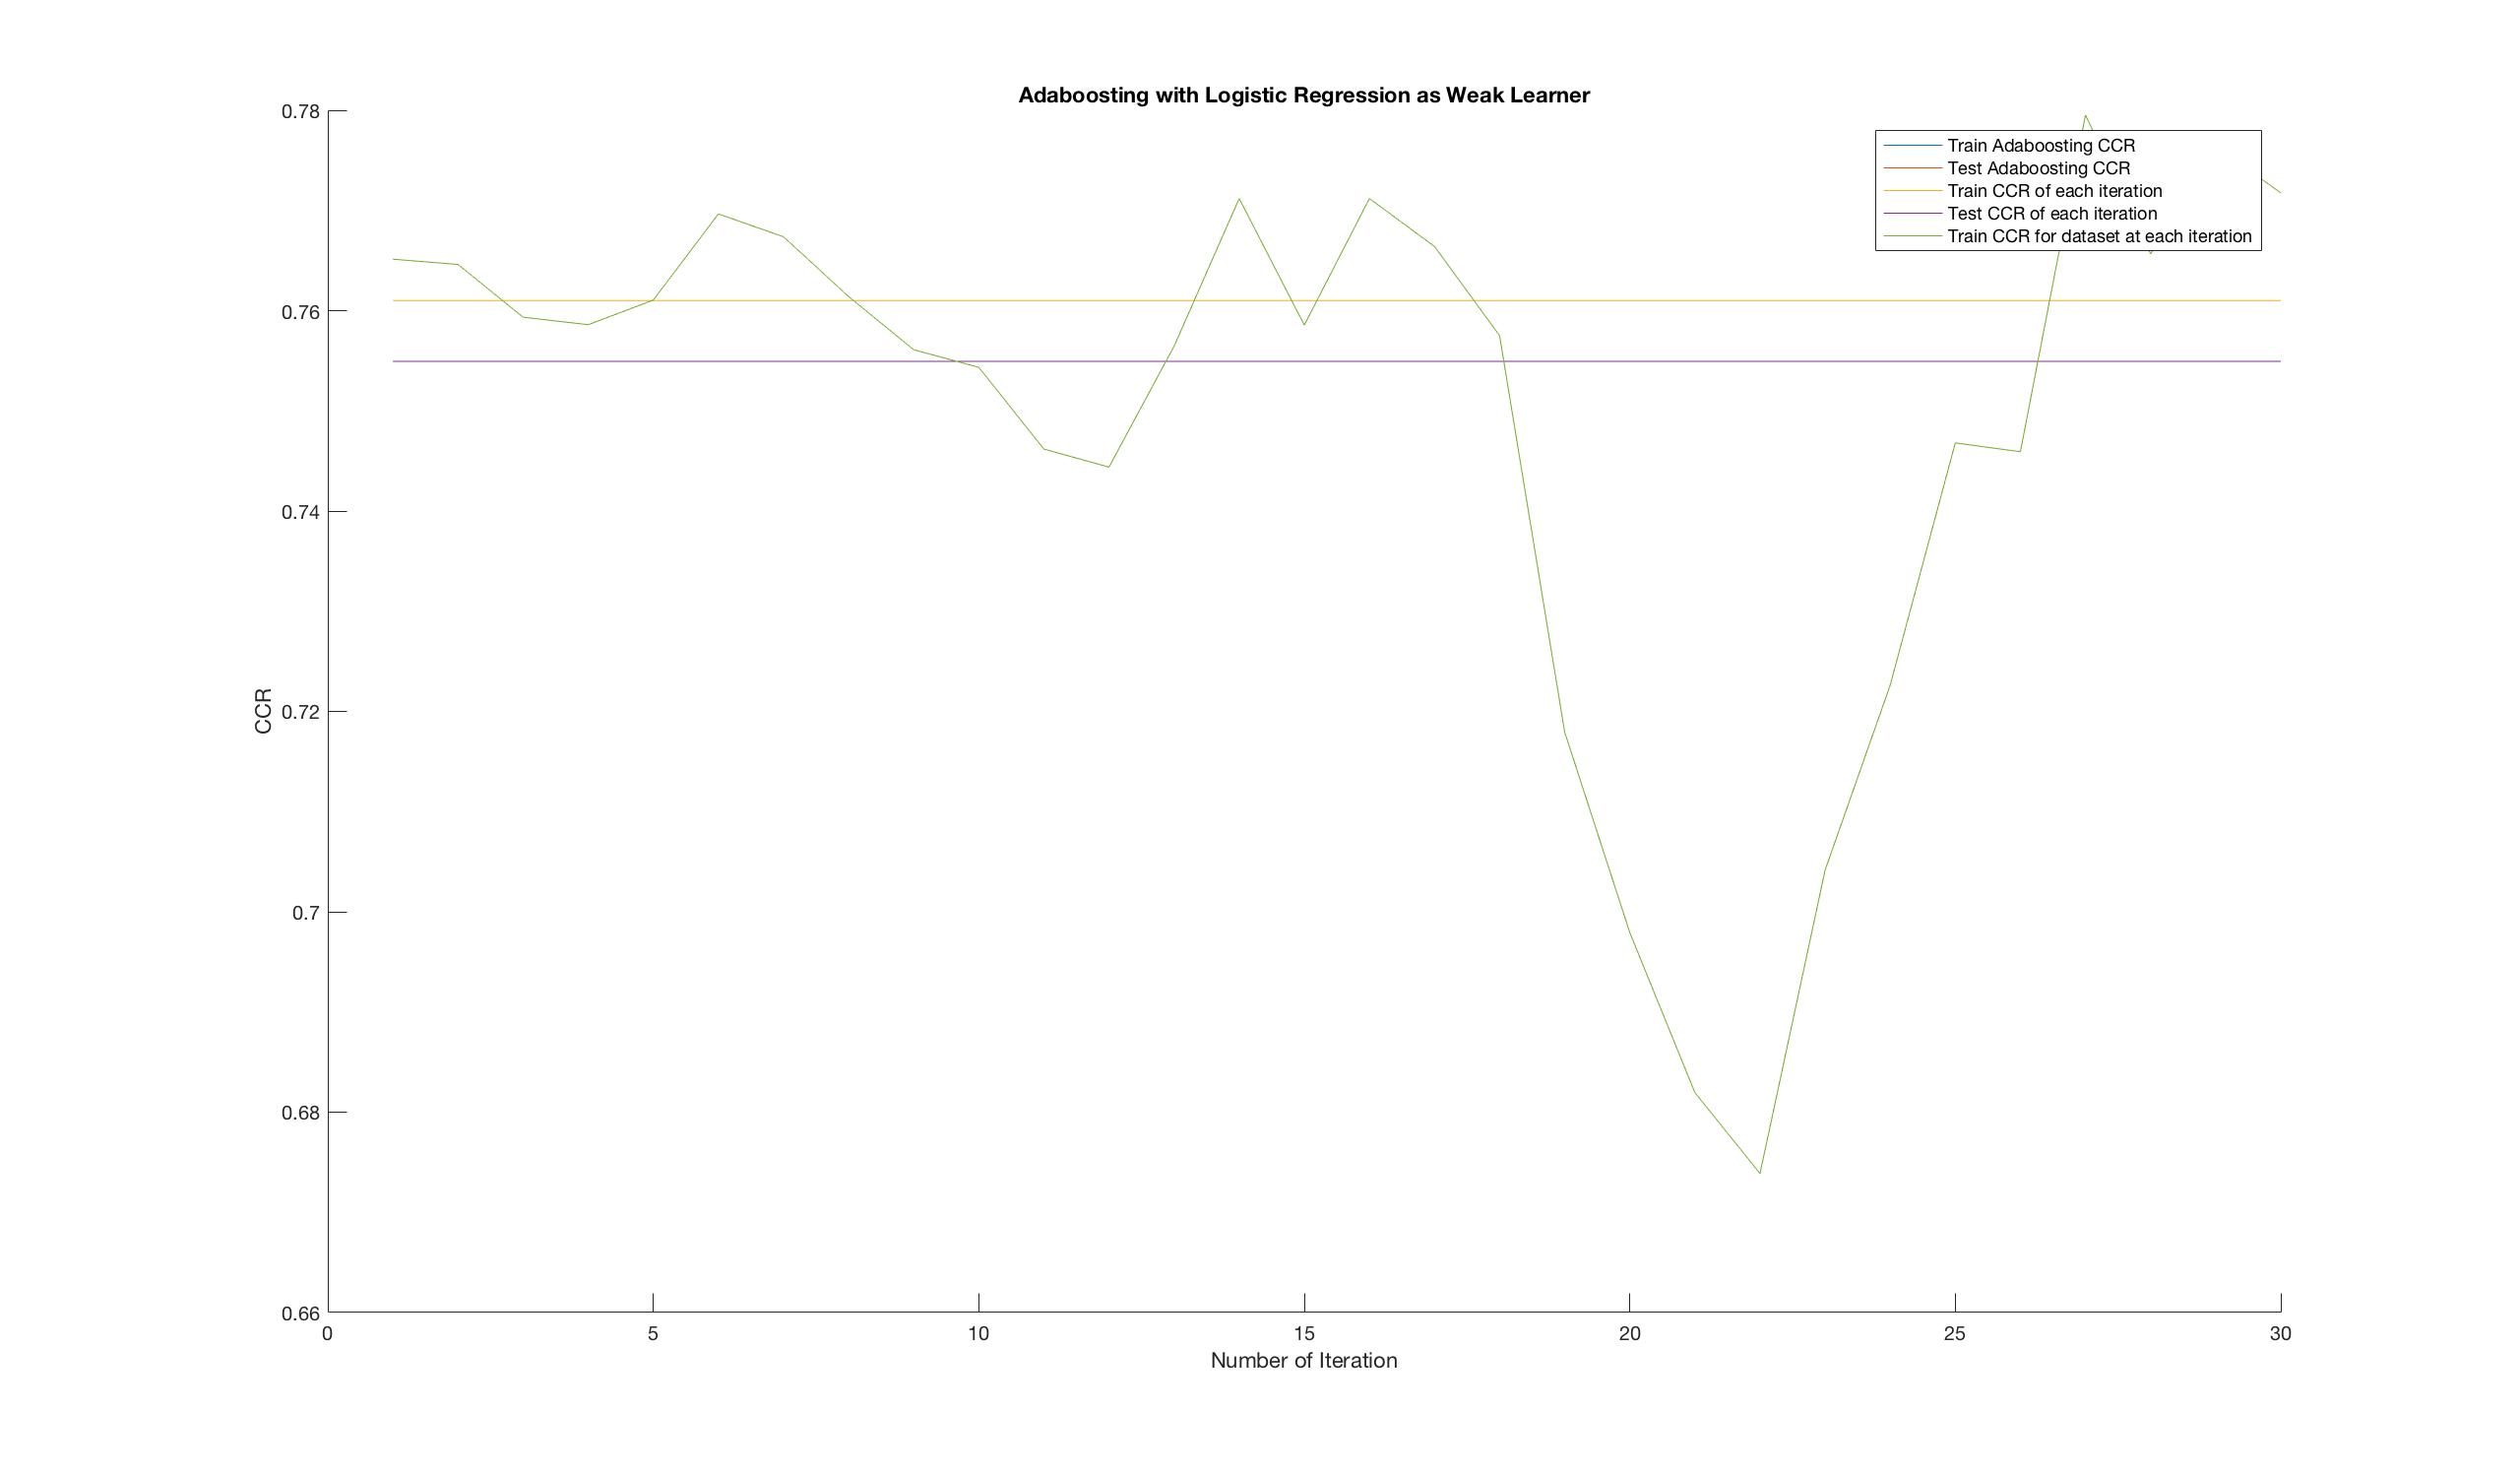 Adaboosting with Logistic Regression as Weak Learner
0.78
Train Adaboosting CCR
Test Adaboosting CCR
Train CCR of each iteration
Test CCR of each iteration
Train CCR for dataset at each iteration
0.76
0.74
CCR
0.72
0.7
0.68
0.66
0 5 10 15 20 25 30
Number of Iteration